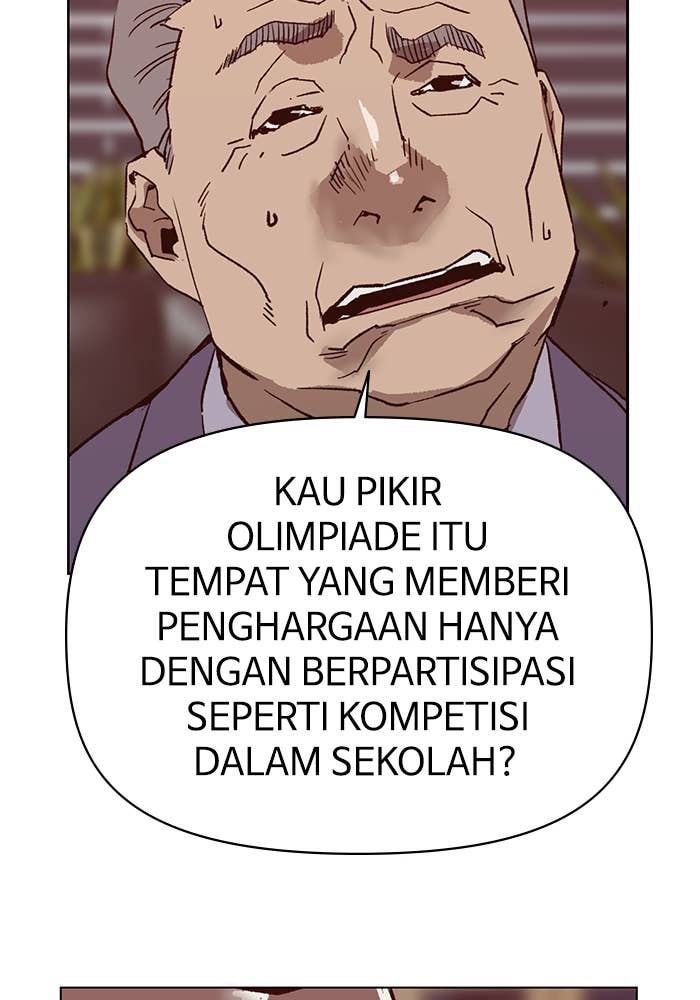 KAU PIKIR
OLIMPIADE ITU
TEMPAT YANG MEMBERI
PENGHARGAAN HANYA
DENGAN BERPARTISIPASI
SEPERTI KOMPETISI
DALAM SEKOLAH?